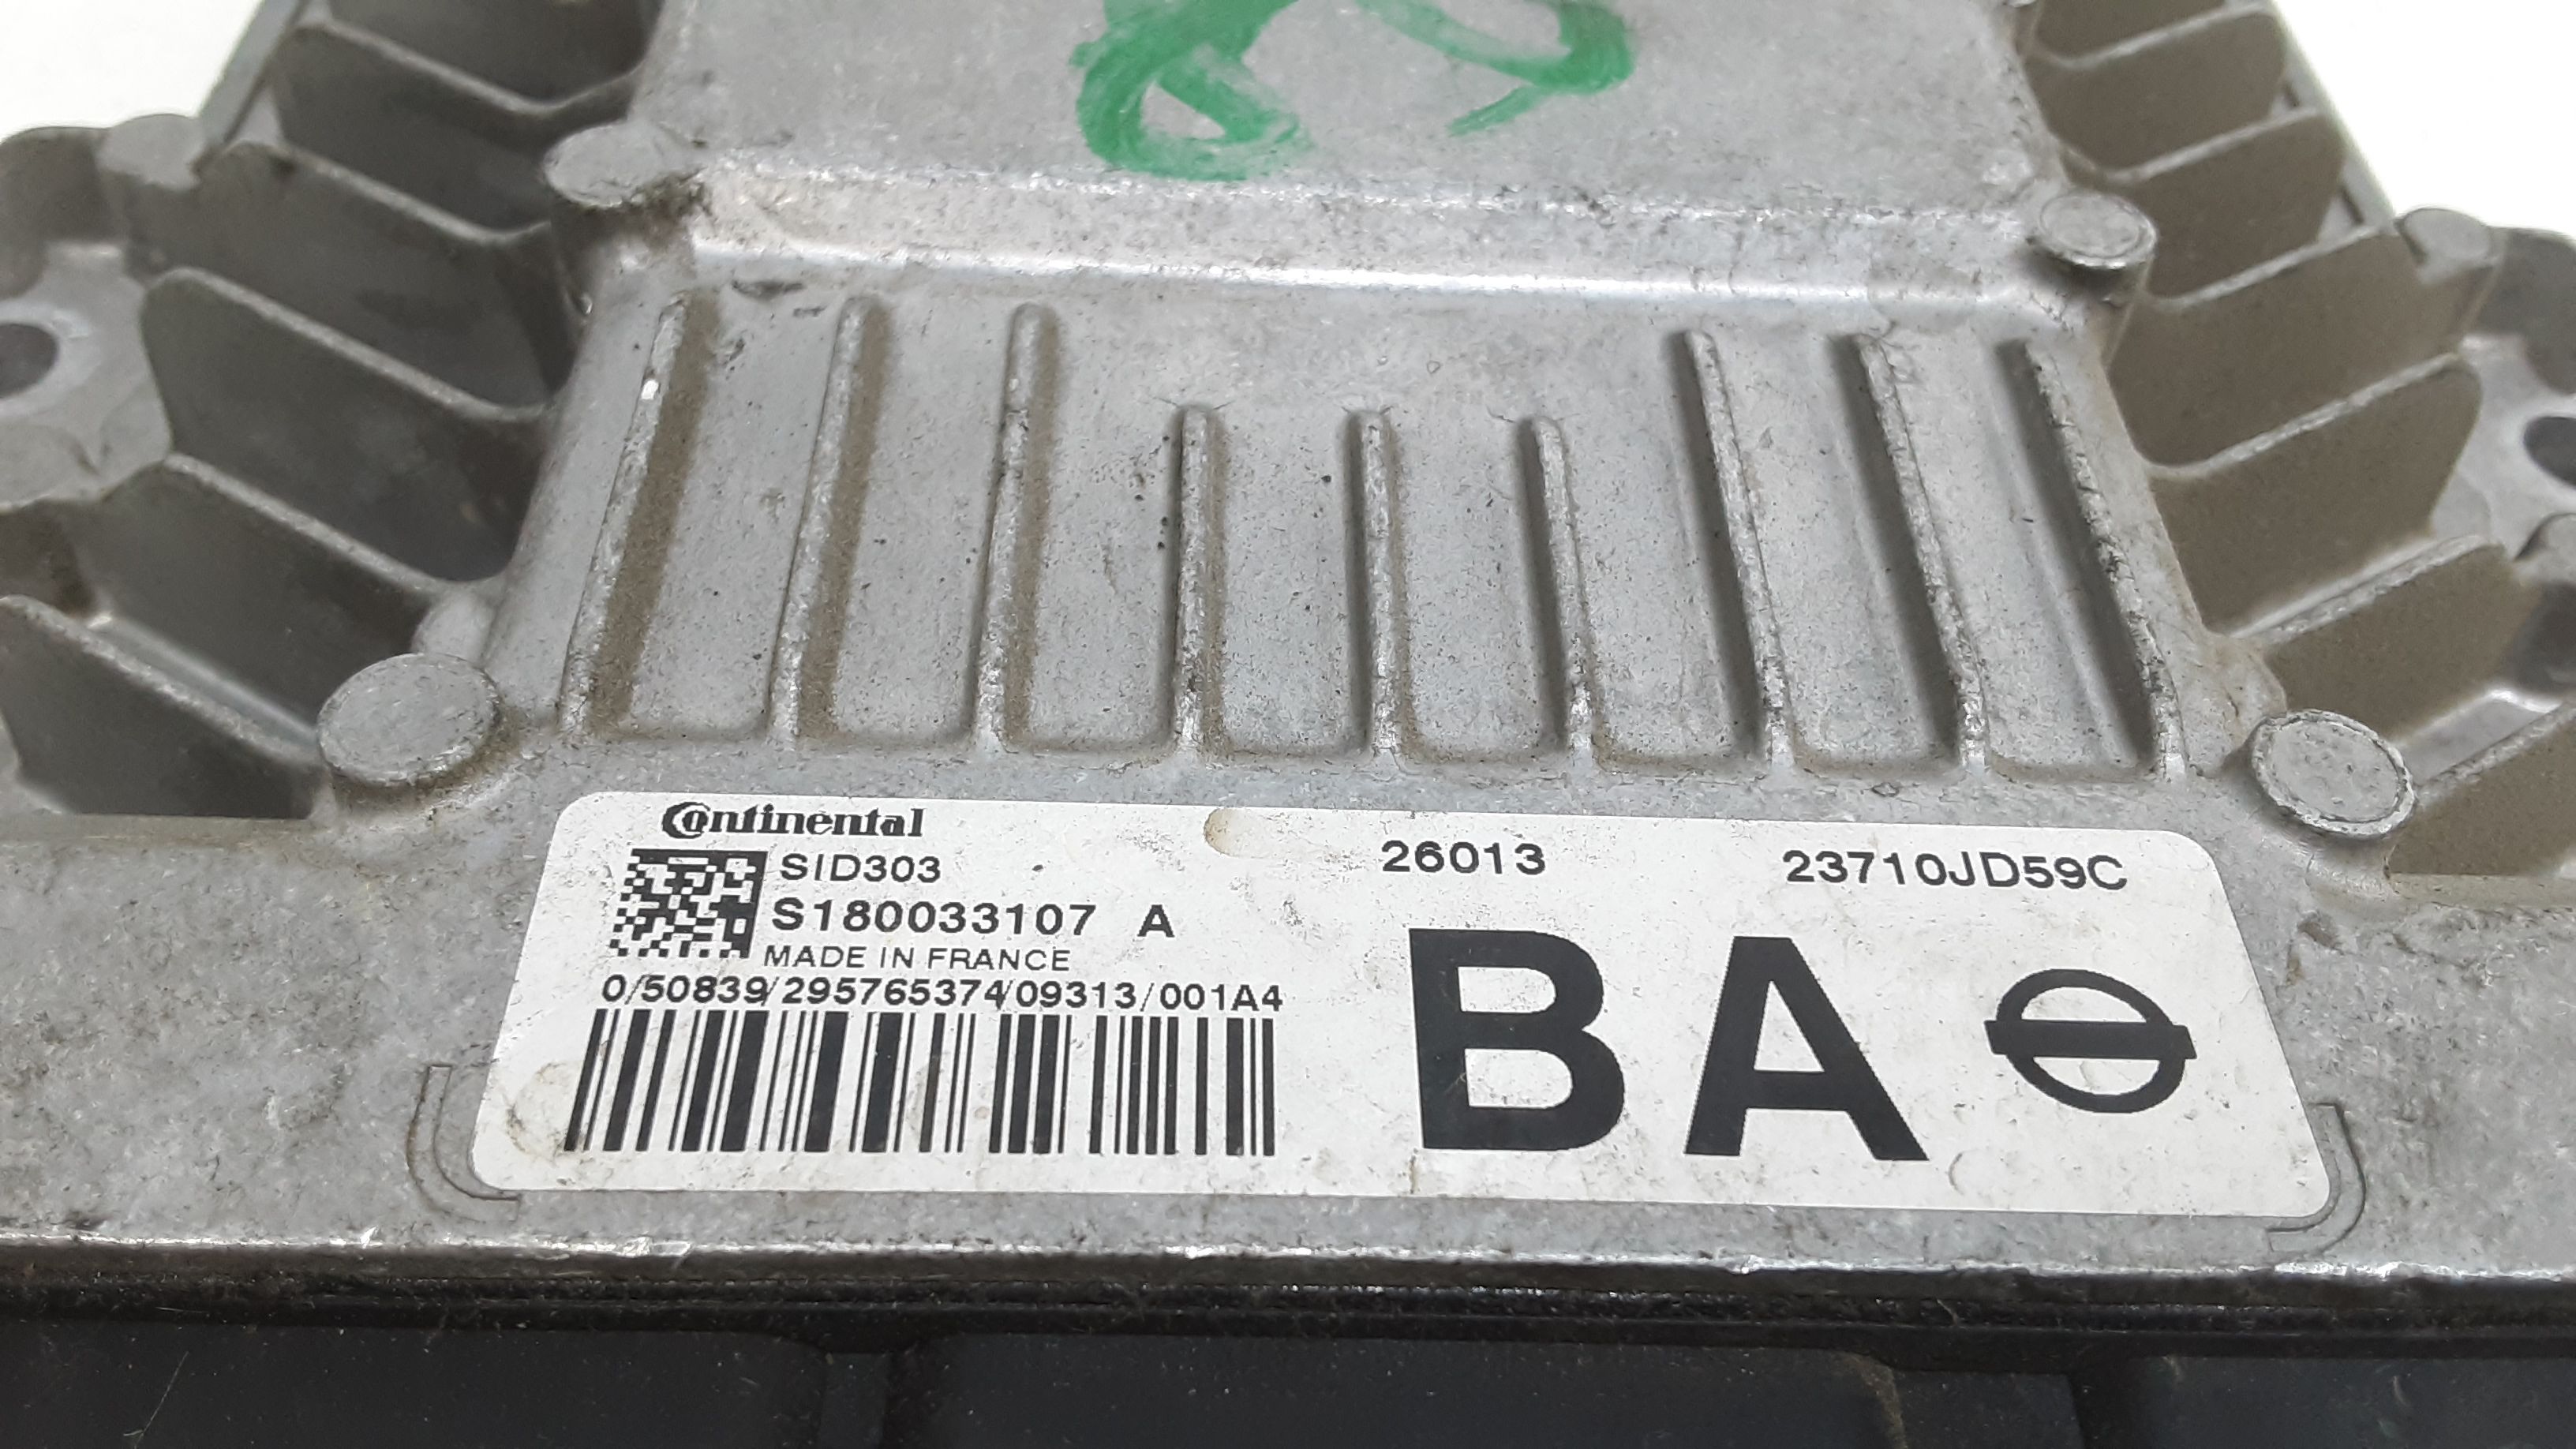 Continental
SID303
S180033107 A
MADE IN FRANCE
0/50839/295765374/09313/001A4
26013
23710JD59C
BA